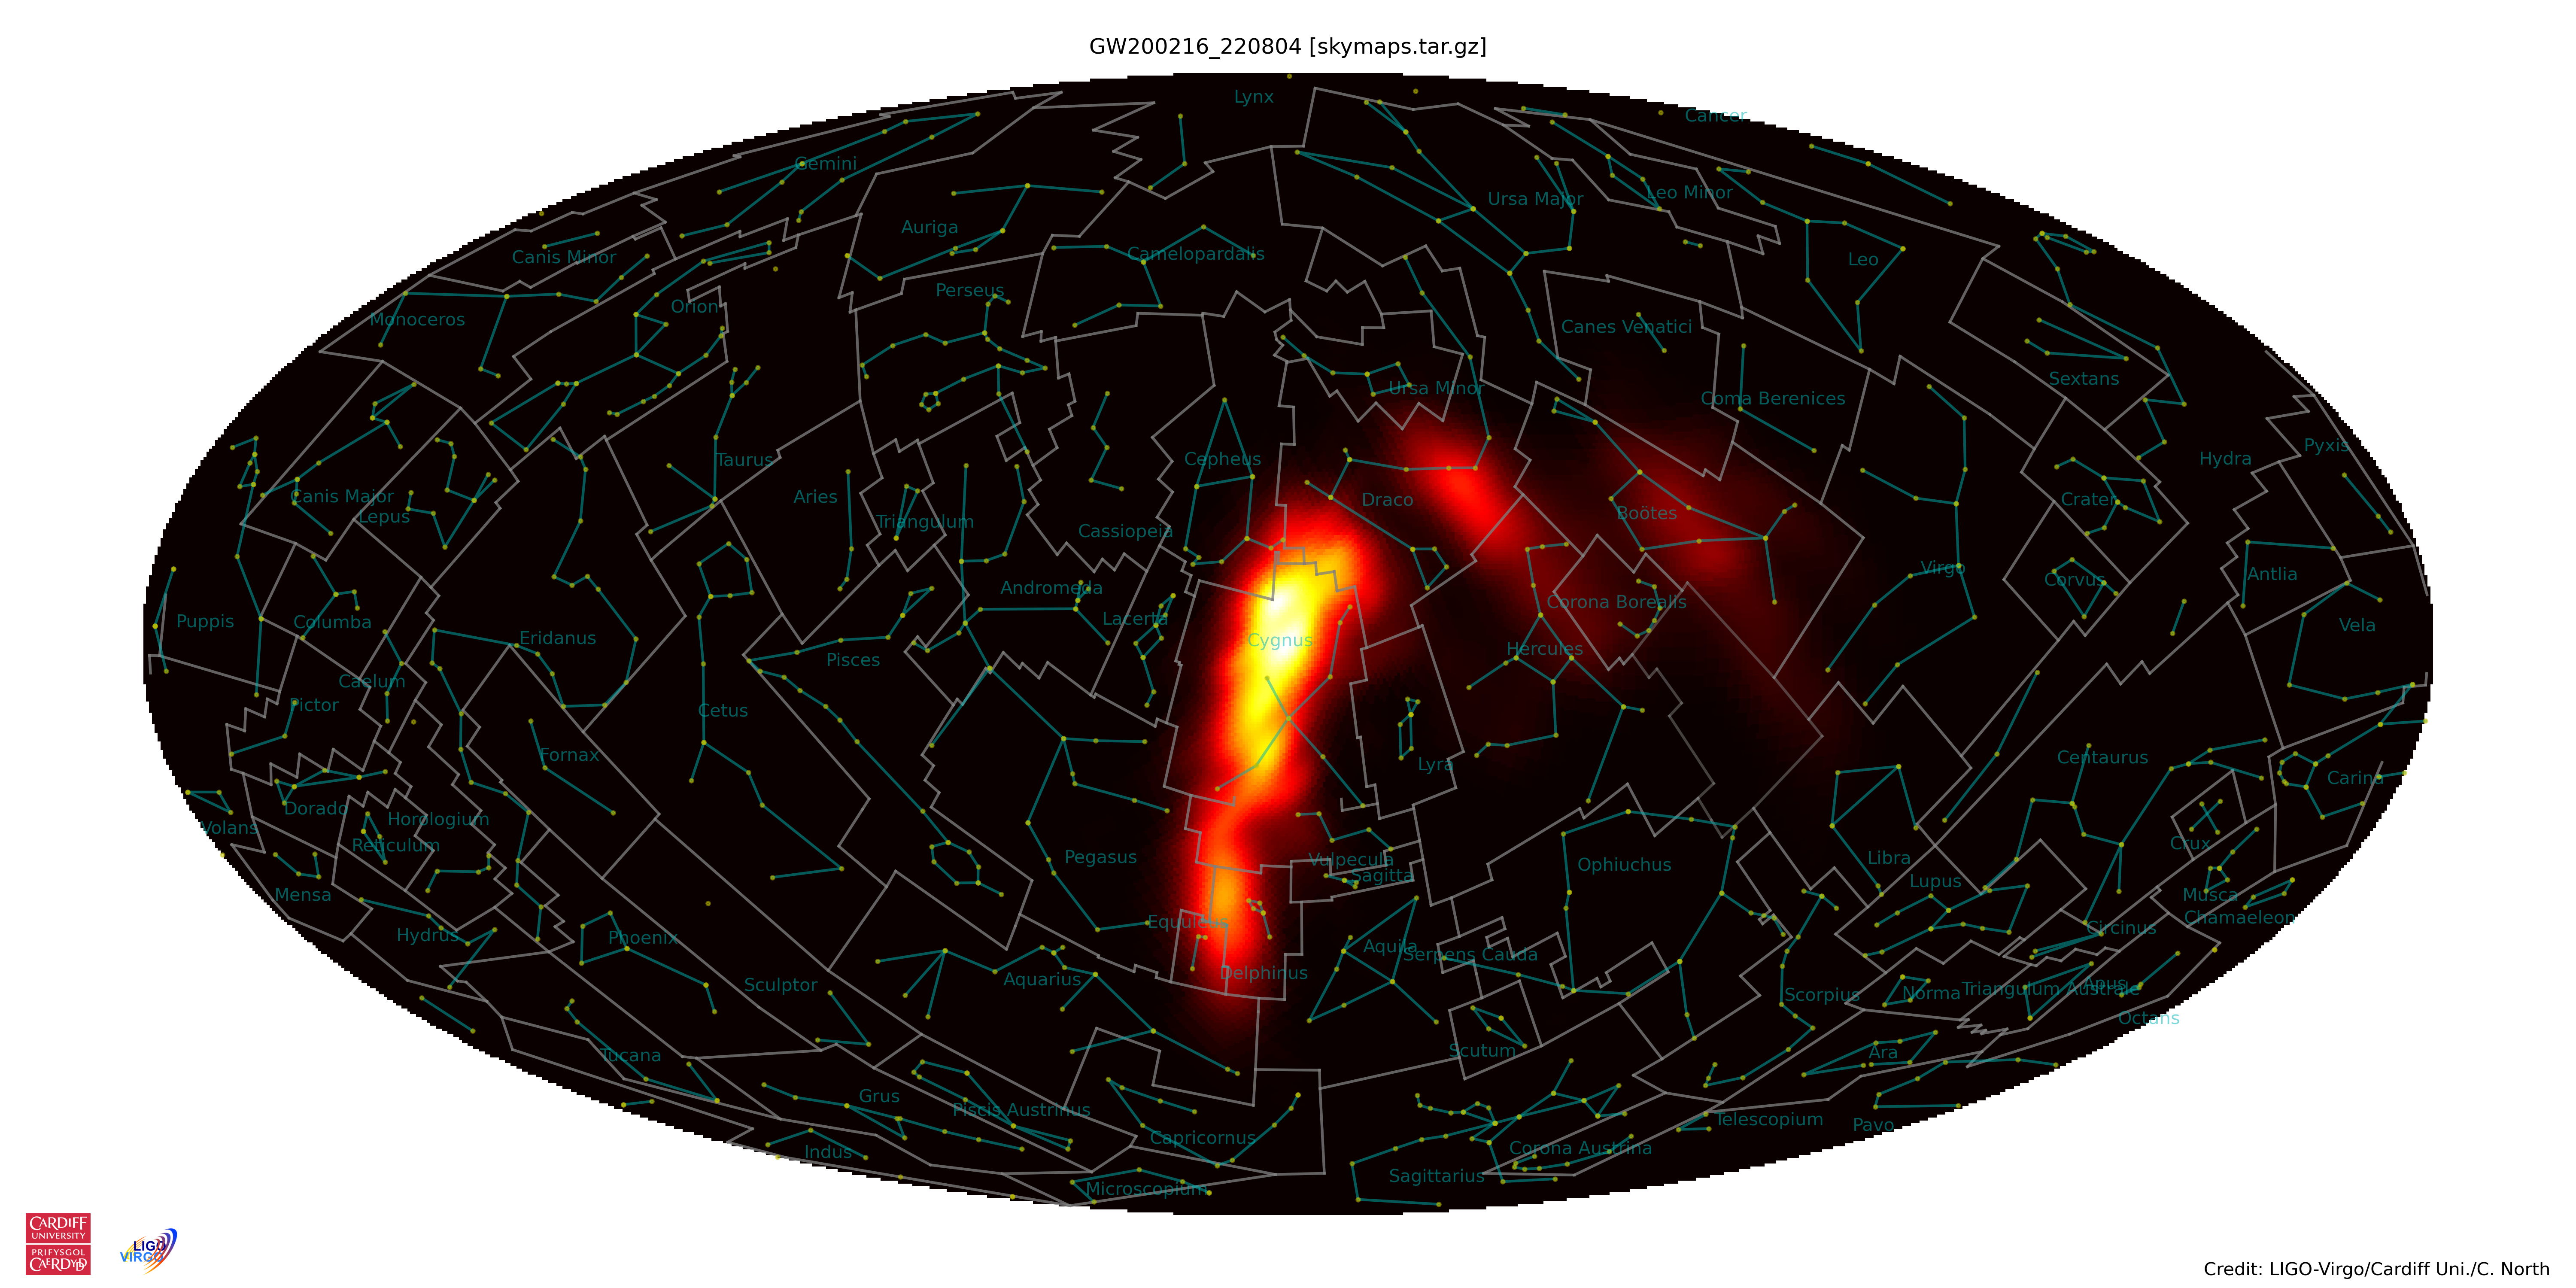 GW200216_220804 [skymaps.tar.gz]
Lynx
Cancer
Gemini
Ursa Major
Leo Minor
Auriga
Canis Minor
Camelopardalis
Leo
Perseus
Orion
Monoceros
Canes Venatici
Sextans
Ursa Minor
Coma Berenices
Pyxis
Taurus
Cepheus
Hydra
Canis Major
Aries
Draco
Crater
Lepus
Triangulum
Boötes
Cassiopeia
Virgo
Antlia
Corvus
Andromeda
Corona Borealis
Puppis
Columba
Lacerta
Vela
Eridanus
Cygnus
Hercules
Pisces
Caelum
Pictor
Cetus
Fornax
Lyra
Centaurus
Carina
Dorado
Horologium
Volans
Reticulum
Crux
Pegasus
Vulpecula
Ophiuchus
Libra
Sagitta
Lupus
Mensa
Musca
Equuleus
Chamaeleon
Circinus
Hydrus
Phoenix
Aquila
Serpens Cauda
Delphinus
Aquarius
Sculptor
Scorpius
Norma
Triangulum Australe
Apus
Octans
Tucana
Scutum
Ara
Grus
Piscis Austrinus
Telescopium
Pavo
Capricornus
Corona Austrina
Indus
Sagittarius
Microscopium
CARDIFF
UNIVERSITY
PRIFYSGOL
CAERDYDD
LIGO
VIRGO
Credit: LIGO-Virgo/Cardiff Uni./C. North